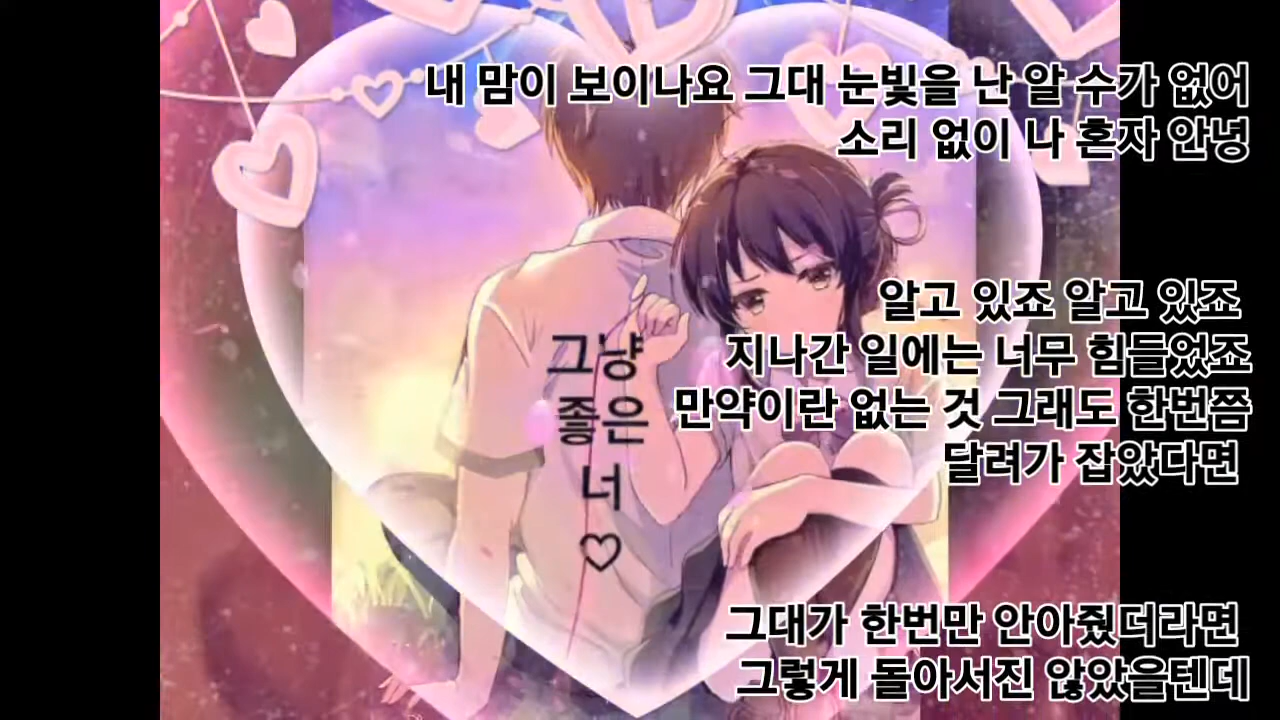 내 맘이 보이나요 그대 눈빛을 난 알 수가 없어
소리 없이 나 혼자 안녕
알고 있죠 알고 있죠
지나간 일에는 너무 힘들었죠
만약이란 없는 것 그래도 한번쯤
달려가 잡았다면
그대가 한번만 안아줬더라면
그렇게 돌아서진 않았을텐데
그냥
좋은
너
♡